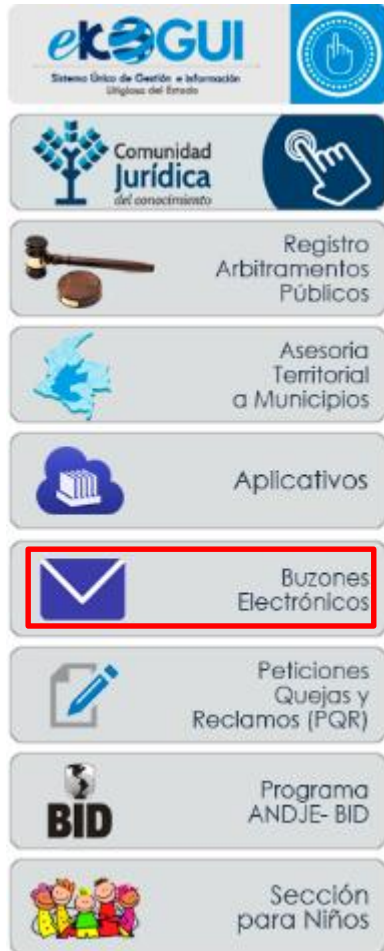 ekOGUI
Sistema Único de Gestión e Información
Litigiosa del Estado
Comunidad
Jurídica
del conocimiento
Registro
Arbitramentos
Públicos
Asesoria
Territorial
a Municipios
Aplicativos
Buzones
Electrónicos
Peticiones
Quejas y
Reclamos (PQR)
BID
Programa
ANDJE- BID
Sección
para Niños